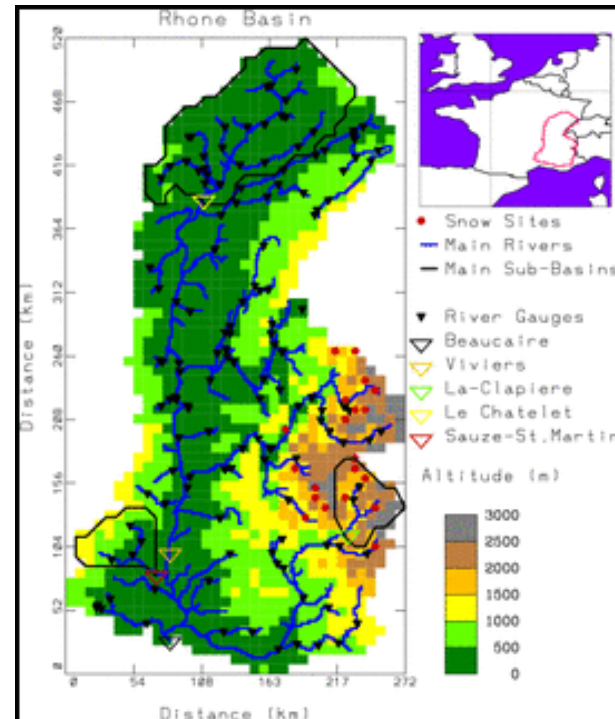 Rhone Basin
520
468
416
364
312
260
208
156
104
52
0
Distance (km)
0 54 108 163 217 272
Distance (km)
Snow Sites
Main Rivers
Main Sub-Basins
River Gauges
Beaucaire
Viviers
La-Clapiere
Le Chatelet
Sauze-St.Martin
Altitude (m)
3000
2500
2000
1500
1000
500
0